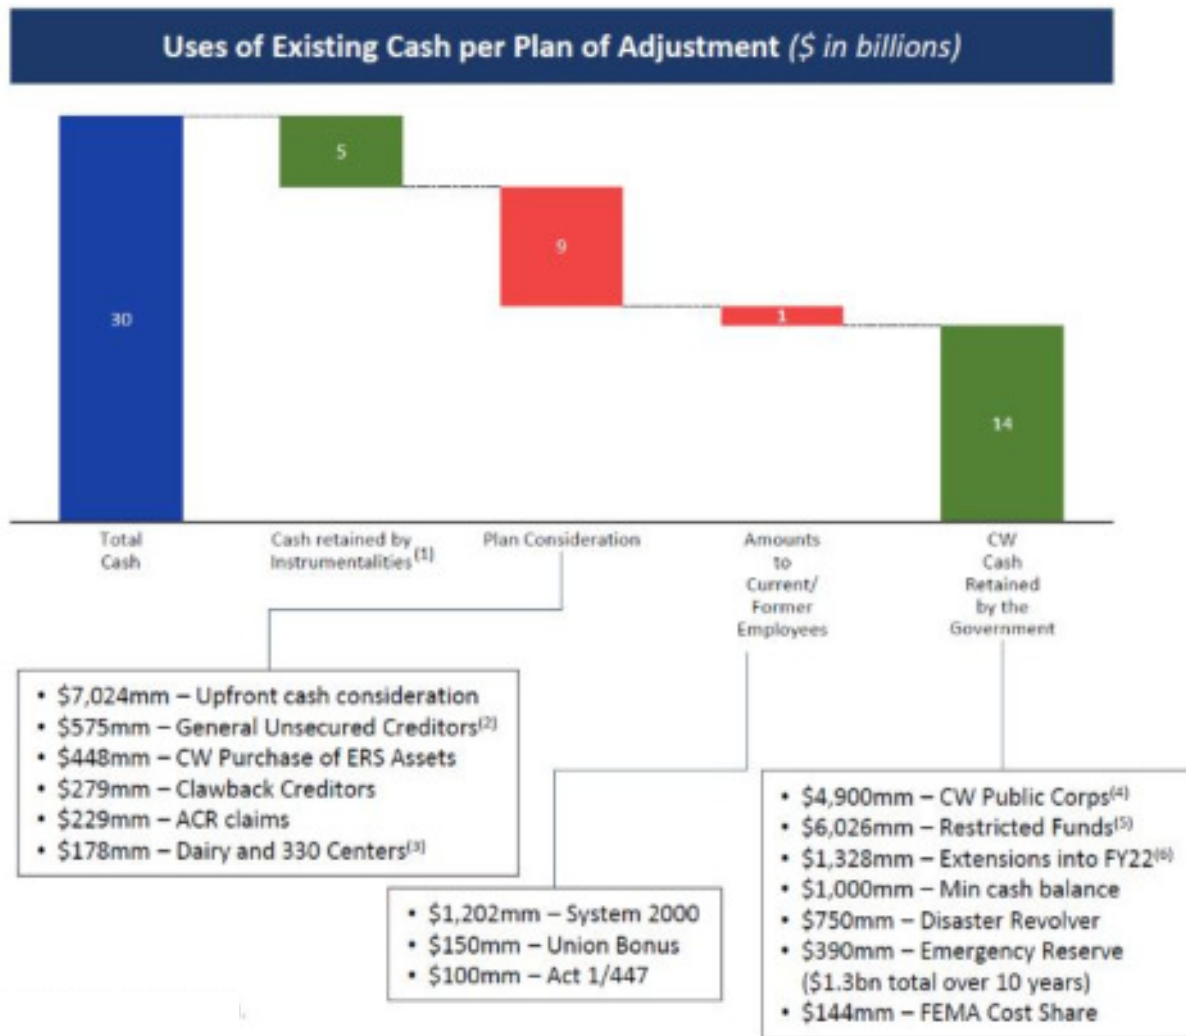 Uses of Existing Cash per Plan of Adjustment ($ in billions)
30
5
9
1
14
Total
Cash
Cash retained by
Instrumentalities(1)
Plan Consideration
Amounts
to
Current/
Former
Employees
CW
Cash
Retained
by the
Government
• $7,024mm – Upfront cash consideration
• $575mm – General Unsecured Creditors(2)
• $448mm – CW Purchase of ERS Assets
• $279mm – Clawback Creditors
• $229mm – ACR claims
• $178mm – Dairy and 330 Centers(3)
• $1,202mm – System 2000
• $150mm – Union Bonus
• $100mm – Act 1/447
• $4,900mm – CW Public Corps(4)
• $6,026mm – Restricted Funds(5)
• $1,328mm – Extensions into FY22(6)
• $1,000mm – Min cash balance
• $750mm – Disaster Revolver
• $390mm – Emergency Reserve
($1.3bn total over 10 years)
• $144mm – FEMA Cost Share